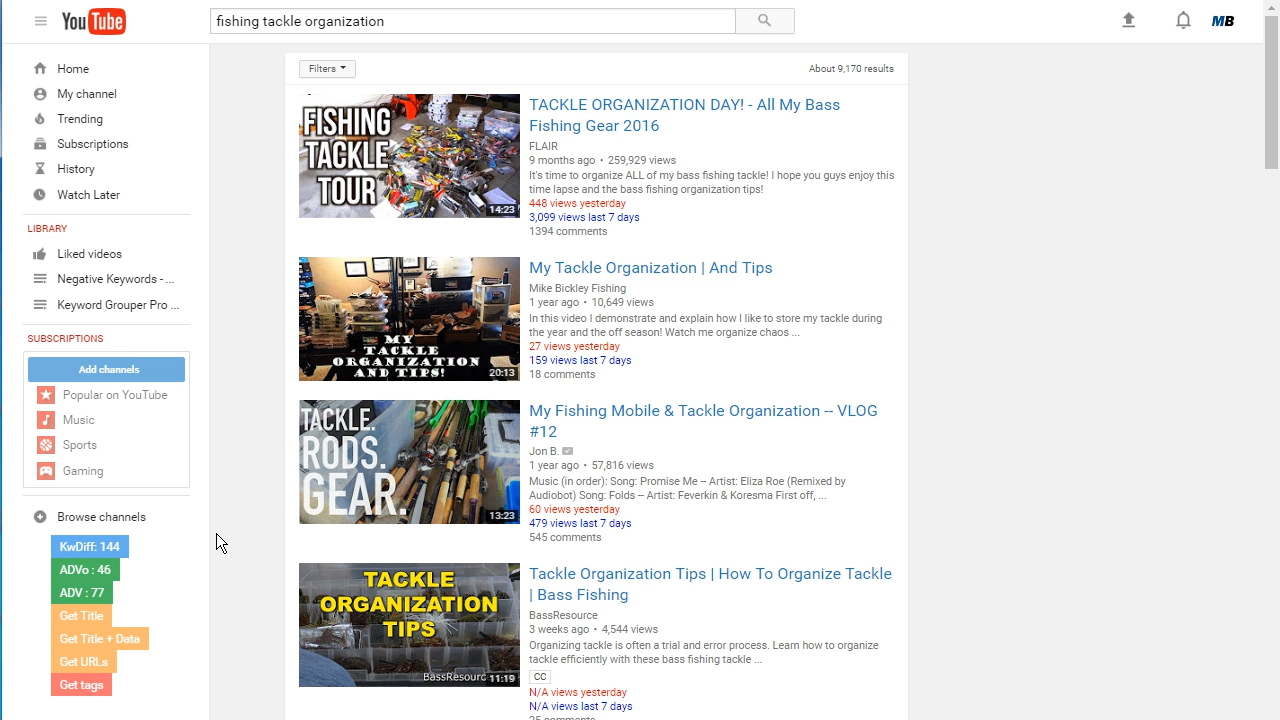 YouTube
fishing tackle organization
MB
Home
My channel
Trending
Subscriptions
History
Watch Later
LIBRARY
Liked videos
Negative Keywords - ...
Keyword Grouper Pro ...
SUBSCRIPTIONS
Add channels
Popular on YouTube
Music
Sports
Gaming
Browse channels
KwDiff: 144
ADVo : 46
ADV : 77
Get Title
Get Title + Data
Get URLs
Get tags
Filters
About 9,170 results
FISHING
TACKLE
TOUR
14:23
TACKLE ORGANIZATION DAY! - All My Bass
Fishing Gear 2016
FLAIR
9 months ago • 259,929 views
It's time to organize ALL of my bass fishing tackle! I hope you guys enjoy this
time lapse and the bass fishing organization tips!
448 views yesterday
3,099 views last 7 days
1394 comments
MY
TACKLE
ORGANIZATION
AND TIPS!
20:13
My Tackle Organization | And Tips
Mike Bickley Fishing
1 year ago • 10,649 views
In this video I demonstrate and explain how I like to store my tackle during
the year and the off season! Watch me organize chaos ...
27 views yesterday
159 views last 7 days
18 comments
TACKLE.
RODS.
GEAR.
13:23
My Fishing Mobile & Tackle Organization -- VLOG
#12
Jon B.
1 year ago • 57,816 views
Music (in order): Song: Promise Me -- Artist: Eliza Roe (Remixed by
Audiobot) Song: Folds -- Artist: Feverkin & Koresma First off, ...
60 views yesterday
479 views last 7 days
545 comments
TACKLE
ORGANIZATION
TIPS
BassResourc
11:19
Tackle Organization Tips | How To Organize Tackle
| Bass Fishing
BassResource
3 weeks ago • 4,544 views
Organizing tackle is often a trial and error process. Learn how to organize
tackle efficiently with these bass fishing tackle ...
CC
N/A views yesterday
N/A views last 7 days
25 comments